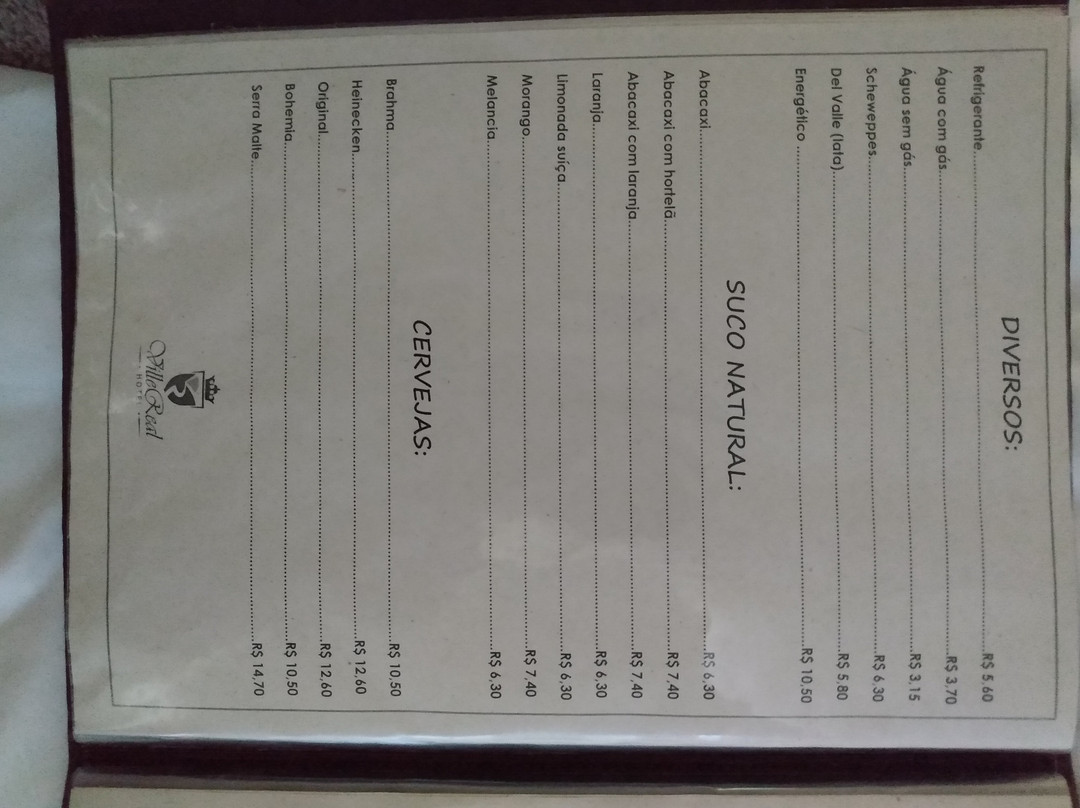 DIVERSOS:
Refrigerante..........R$ 5,60
Água com gás..........R$ 3,70
Água sem gás..........R$ 3,15
Scheweppes..........R$ 6,30
Del Valle (lata)..........R$ 5,80
Energético..........R$ 10,50
SUCO NATURAL:
Abacaxi..........R$ 6,30
Abacaxi com hortelã..........R$ 7,40
Abacaxi com laranja..........R$ 7,40
Laranja..........R$ 6,30
Limonada suíça..........R$ 6,30
Morango..........R$ 7,40
Melancia..........R$ 6,30
CERVEJAS:
Brahma..........R$ 10,50
Heinecken..........R$ 12,60
Original..........R$ 12,60
Bohemia..........R$ 10,50
Serra Malte..........R$ 14,70
Ville Real
HOTEL